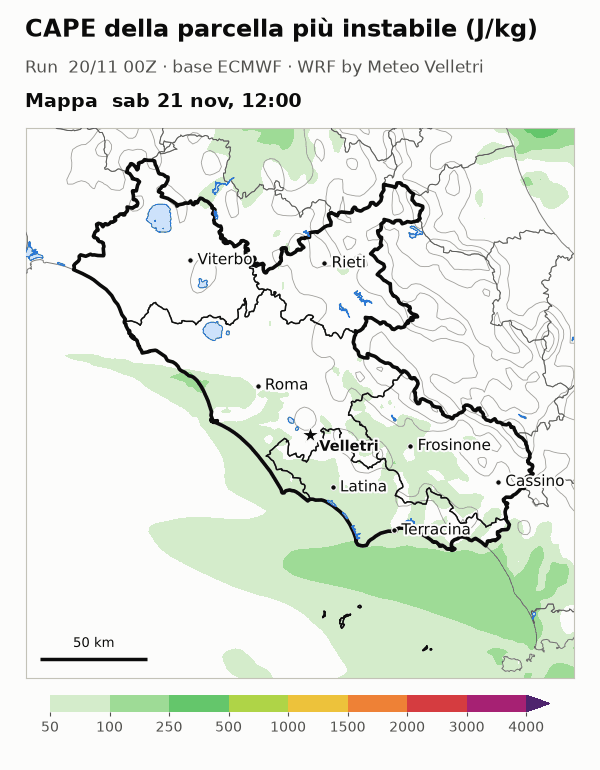 CAPE della parcella più instabile (J/kg)
Run  20/11 00Z · base ECMWF · WRF by Meteo Velletri
Mappa  sab 21 nov, 12:00
Viterbo
Rieti
Roma
Velletri
Frosinone
Cassino
Latina
Terracina
50 km
50 100 250 500 1000 1500 2000 3000 4000